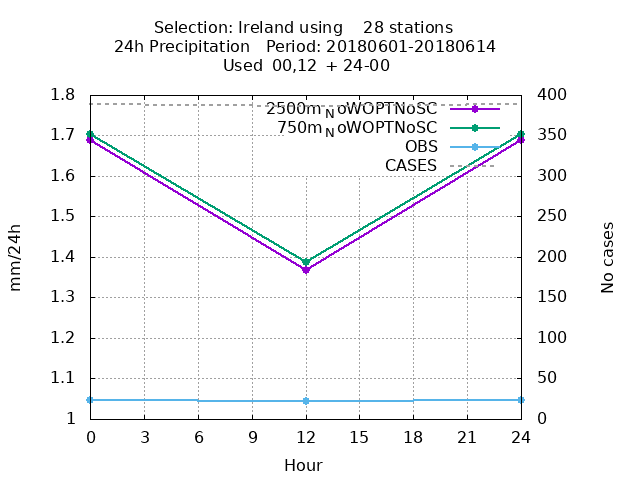 Selection: Ireland using 28 stations
24h Precipitation Period: 20180601-20180614
Used 00,12 + 24-00
1.8
1.7
1.6
1.5
1.4
1.3
1.2
1.1
1
400
350
300
250
200
150
100
50
0
2500m_NoWOPTNoSC
750m_NoWOPTNoSC
OBS
CASES
mm/24h
No cases
0 3 6 9 12 15 18 21 24
Hour